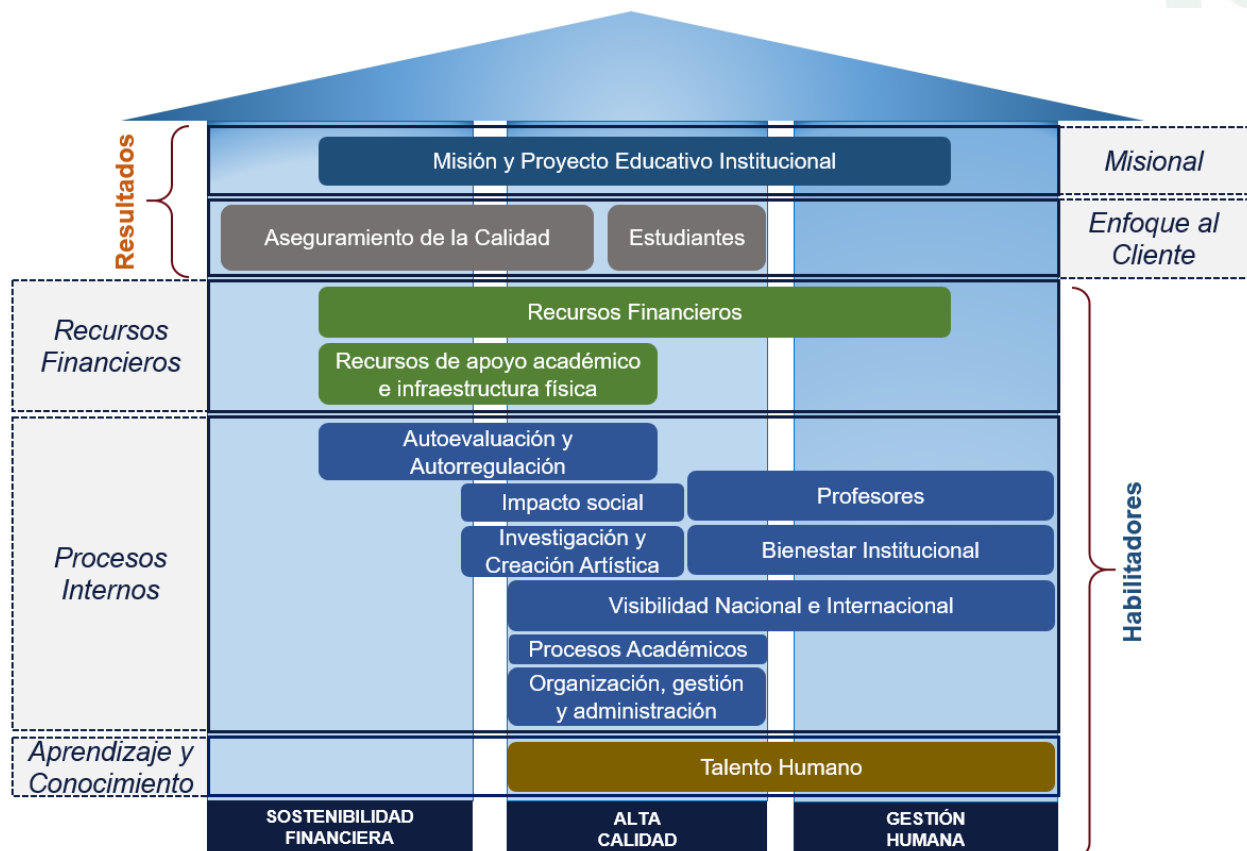 Resultados
Misión y Proyecto Educativo Institucional
Misional
Aseguramiento de la Calidad
Estudiantes
Enfoque al
Cliente
Recursos
Financieros
Recursos Financieros
Recursos de apoyo académico
e infraestructura física
Habilitadores
Procesos
Internos
Autoevaluación y
Autorregulación
Impacto social
Profesores
Investigación y
Creación Artística
Bienestar Institucional
Visibilidad Nacional e Internacional
Procesos Académicos
Organización, gestión
y administración
Aprendizaje y
Conocimiento
Talento Humano
SOSTENIBILIDAD
FINANCIERA
ALTA
CALIDAD
GESTIÓN
HUMANA